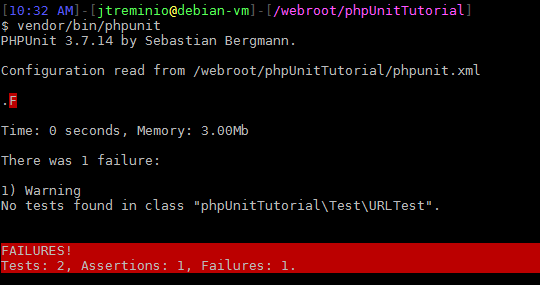 [10:32 AM]-[jtreminio@debian-vm]-[/webroot/phpUnitTutorial]
$ vendor/bin/phpunit
PHPUnit 3.7.14 by Sebastian Bergmann.
Configuration read from /webroot/phpUnitTutorial/phpunit.xml
.F
Time: 0 seconds, Memory: 3.00Mb
There was 1 failure:
1) Warning
No tests found in class "phpUnitTutorial\Test\URLTest".
FAILURES!
Tests: 2, Assertions: 1, Failures: 1.